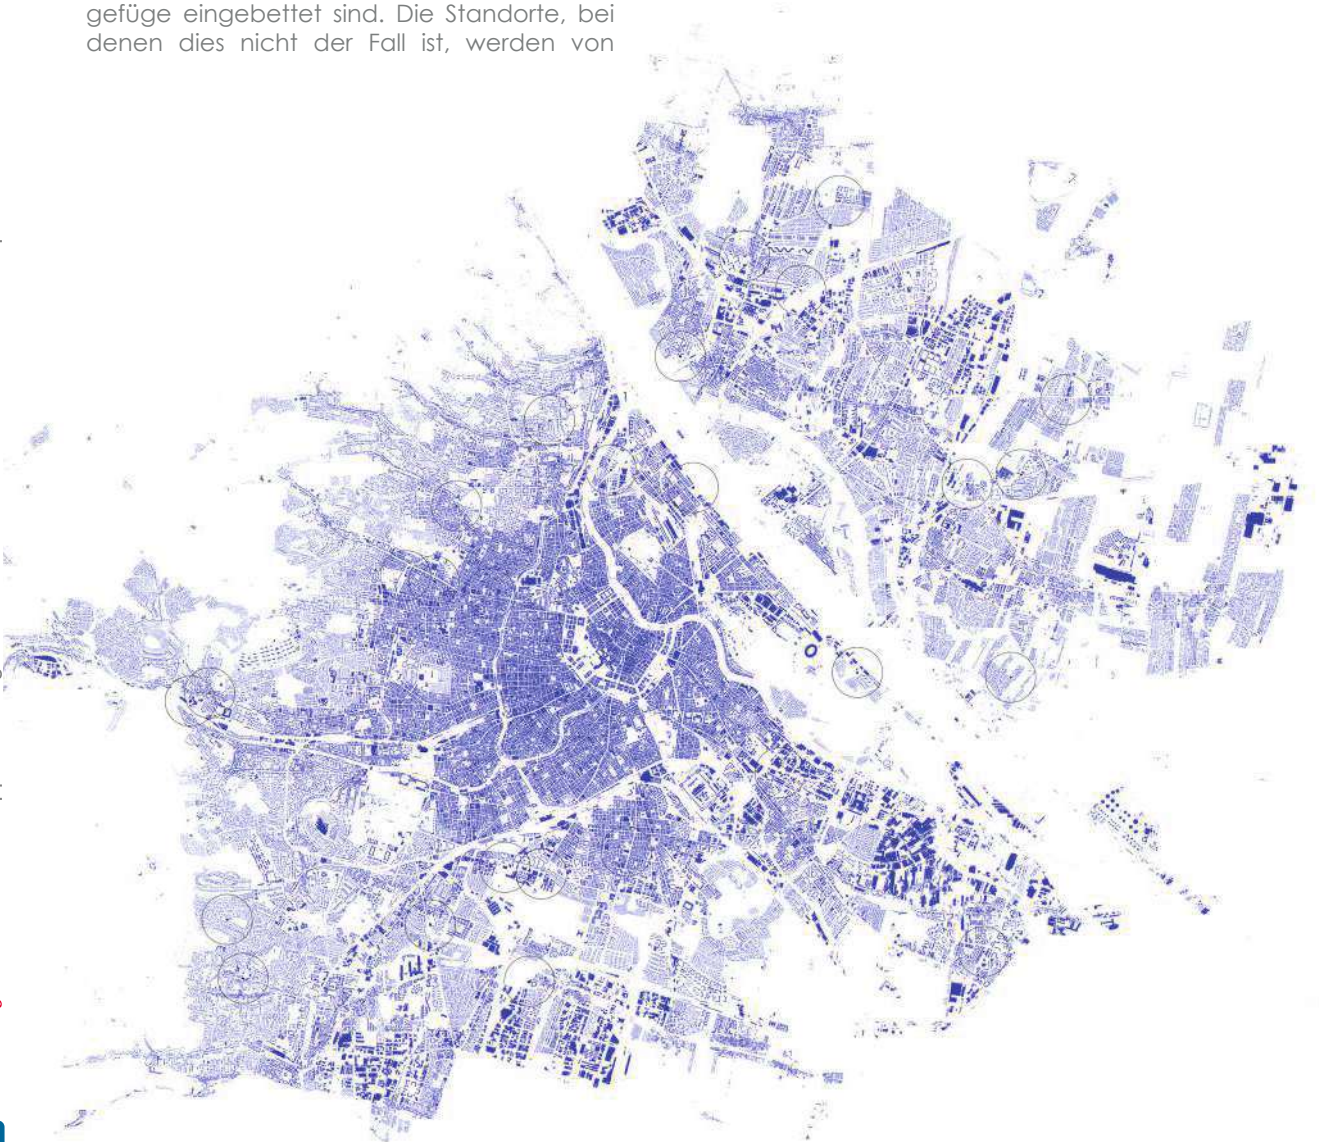 gefüge eingebettet sind. Die Standorte, bei
denen dies nicht der Fall ist, werden von